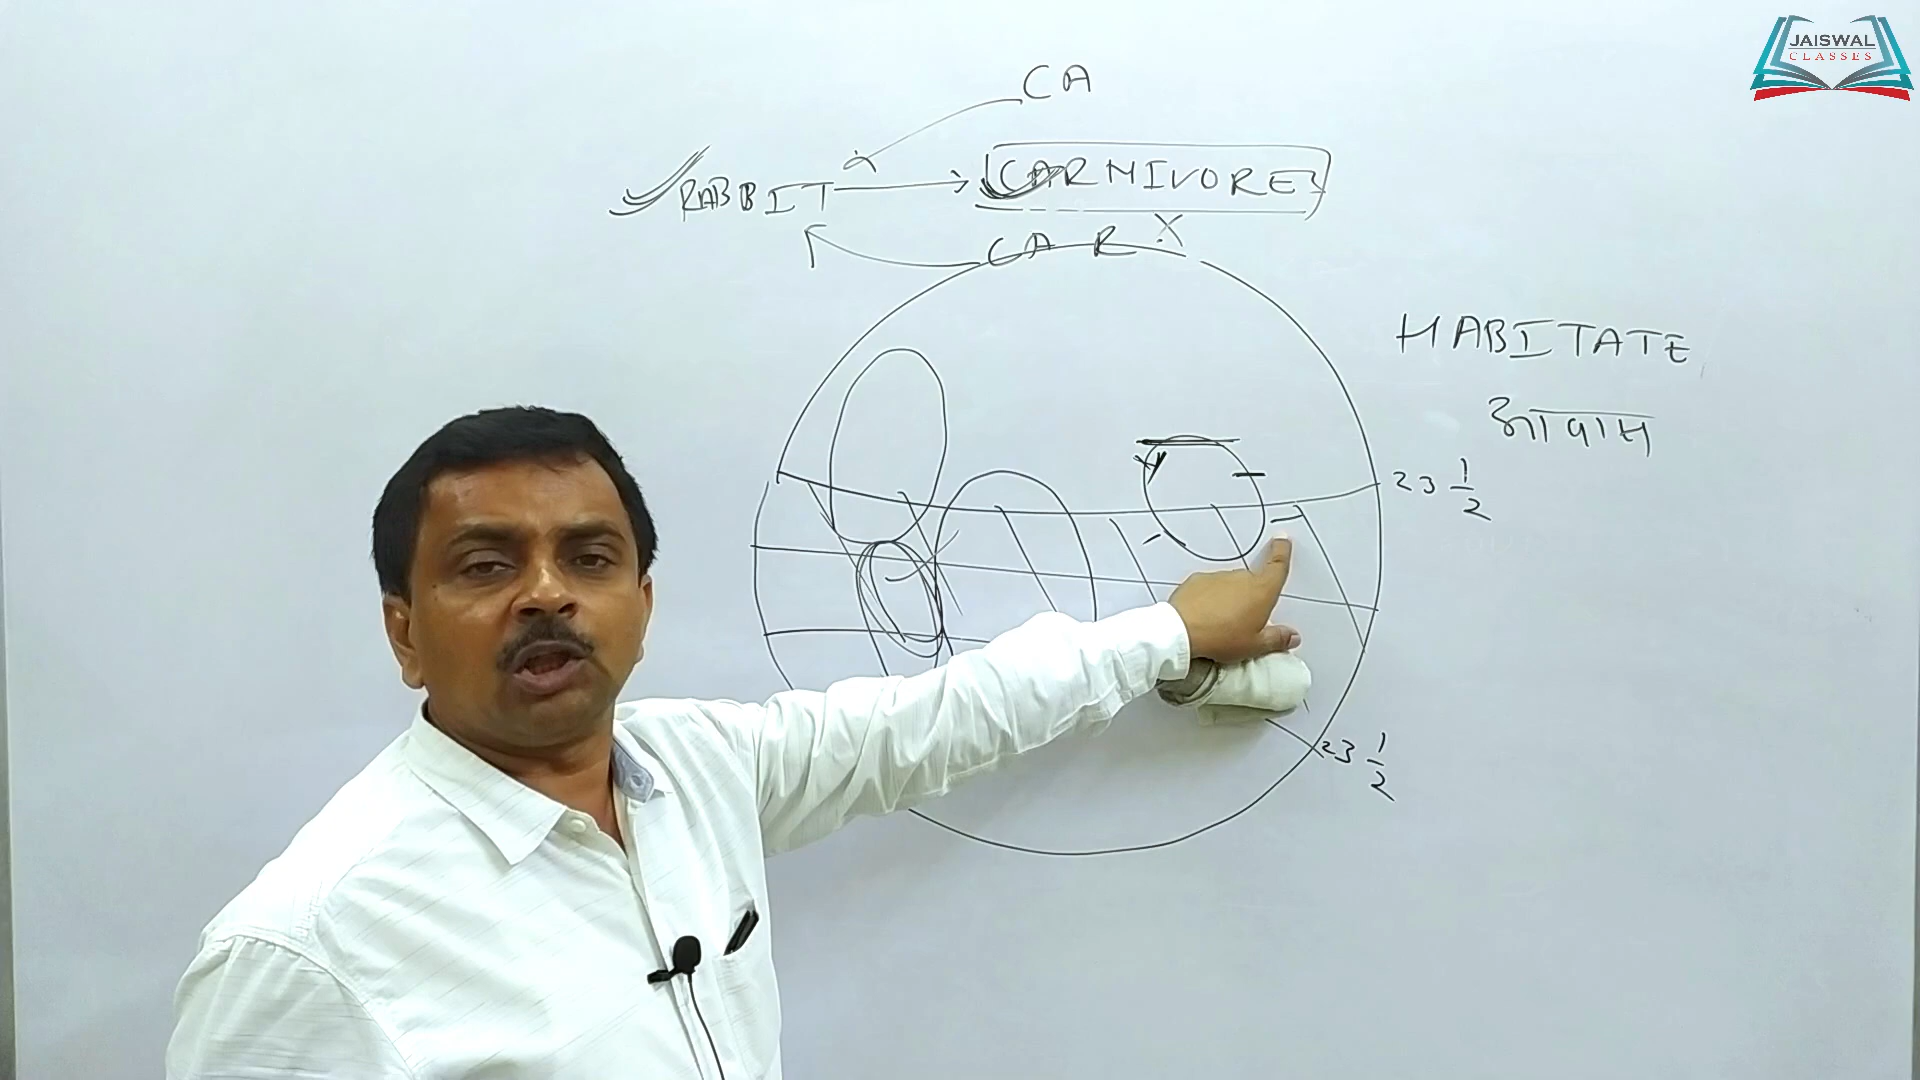 JAISWAL
CLASSES
CA
RABBIT → CARNIVORE
CAR
HABITATE
आवास
23 1/2
23 1/2